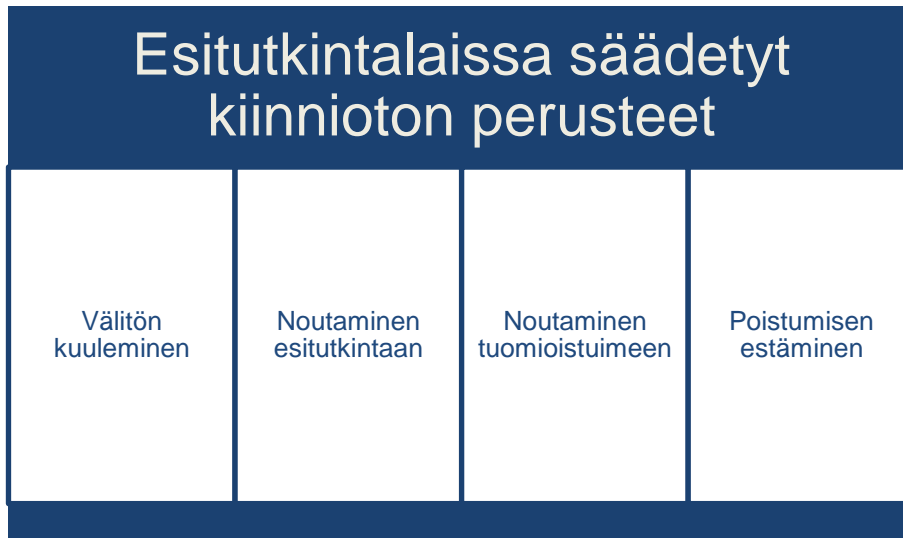 Esitutkintalaissa säädetyt
kiinnioton perusteet
Välitön
kuuleminen
Noutaminen
esitutkintaan
Noutaminen
tuomioistuimeen
Poistumisen
estäminen